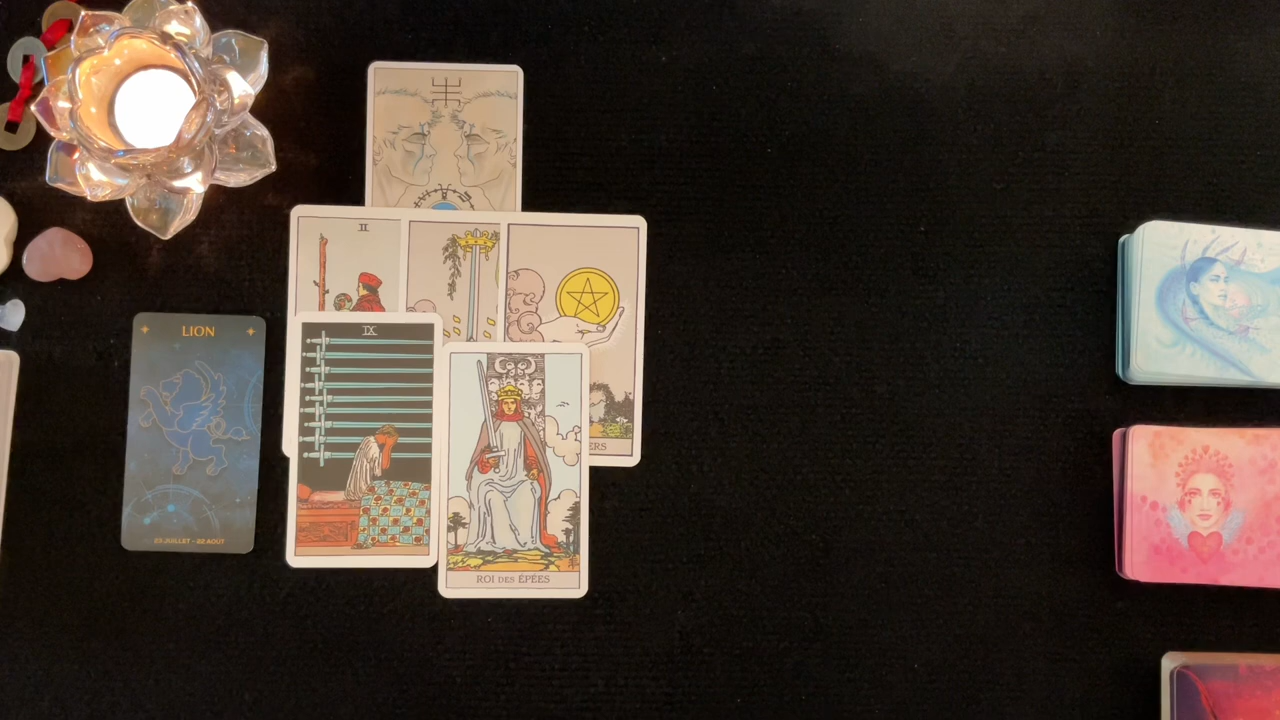 II
LION
IX
ERS
23 JUILLET - 22 AOÛT
ROI DES ÉPÉES